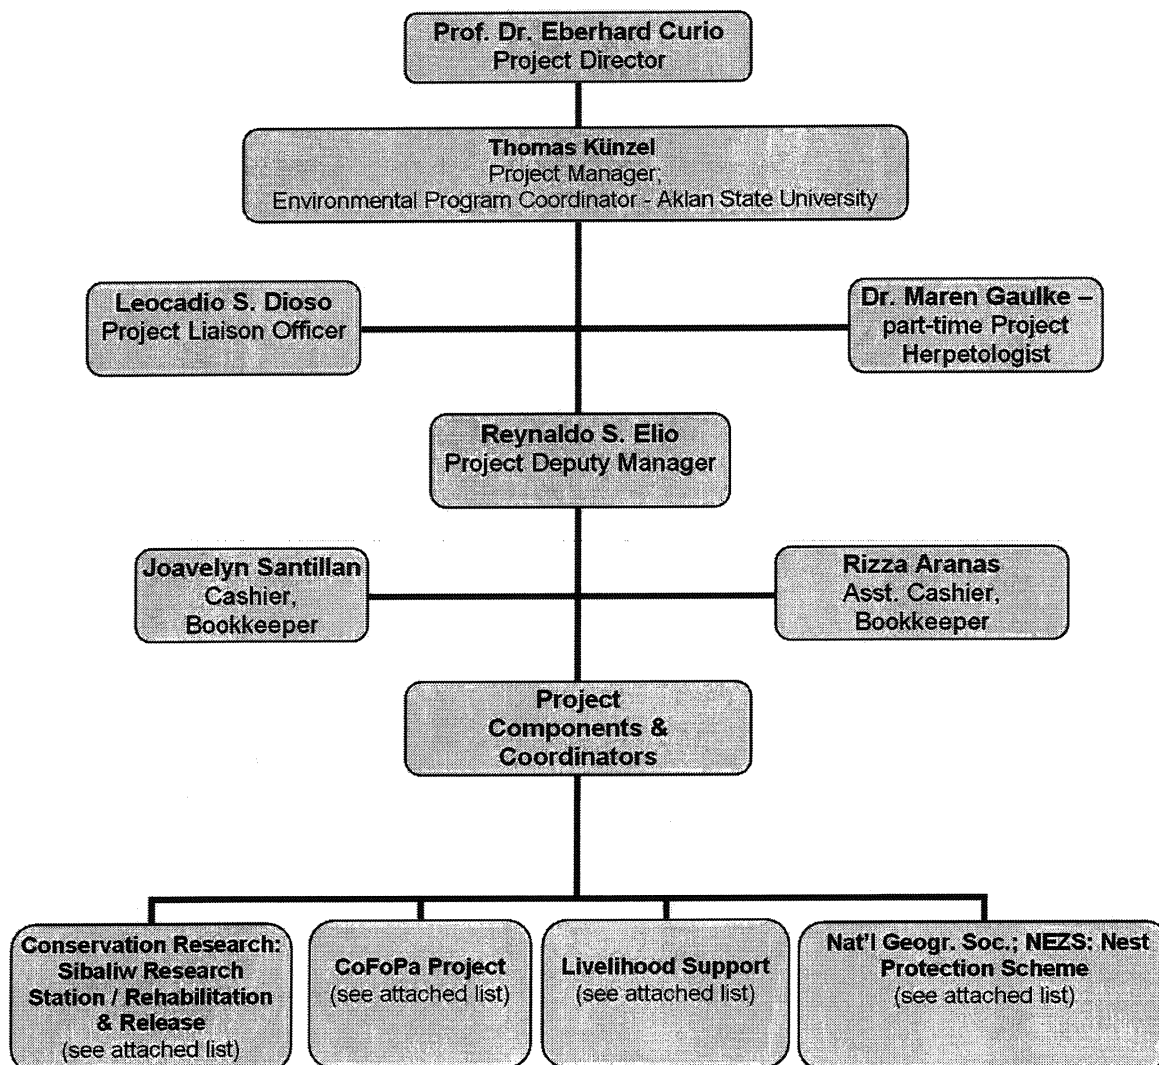 Prof. Dr. Eberhard Curio
Project Director
Thomas Künzel
Project Manager;
Environmental Program Coordinator - Aklan State University
Leocadio S. Dioso
Project Liaison Officer
Dr. Maren Gaulke –
part-time Project
Herpetologist
Reynaldo S. Elio
Project Deputy Manager
Joavelyn Santillan
Cashier,
Bookkeeper
Rizza Aranas
Asst. Cashier,
Bookkeeper
Project
Components &
Coordinators
Conservation Research:
Sibaliw Research
Station / Rehabilitation
& Release
(see attached list)
CoFoPa Project
(see attached list)
Livelihood Support
(see attached list)
Nat'l Geogr. Soc.; NEZS: Nest
Protection Scheme
(see attached list)